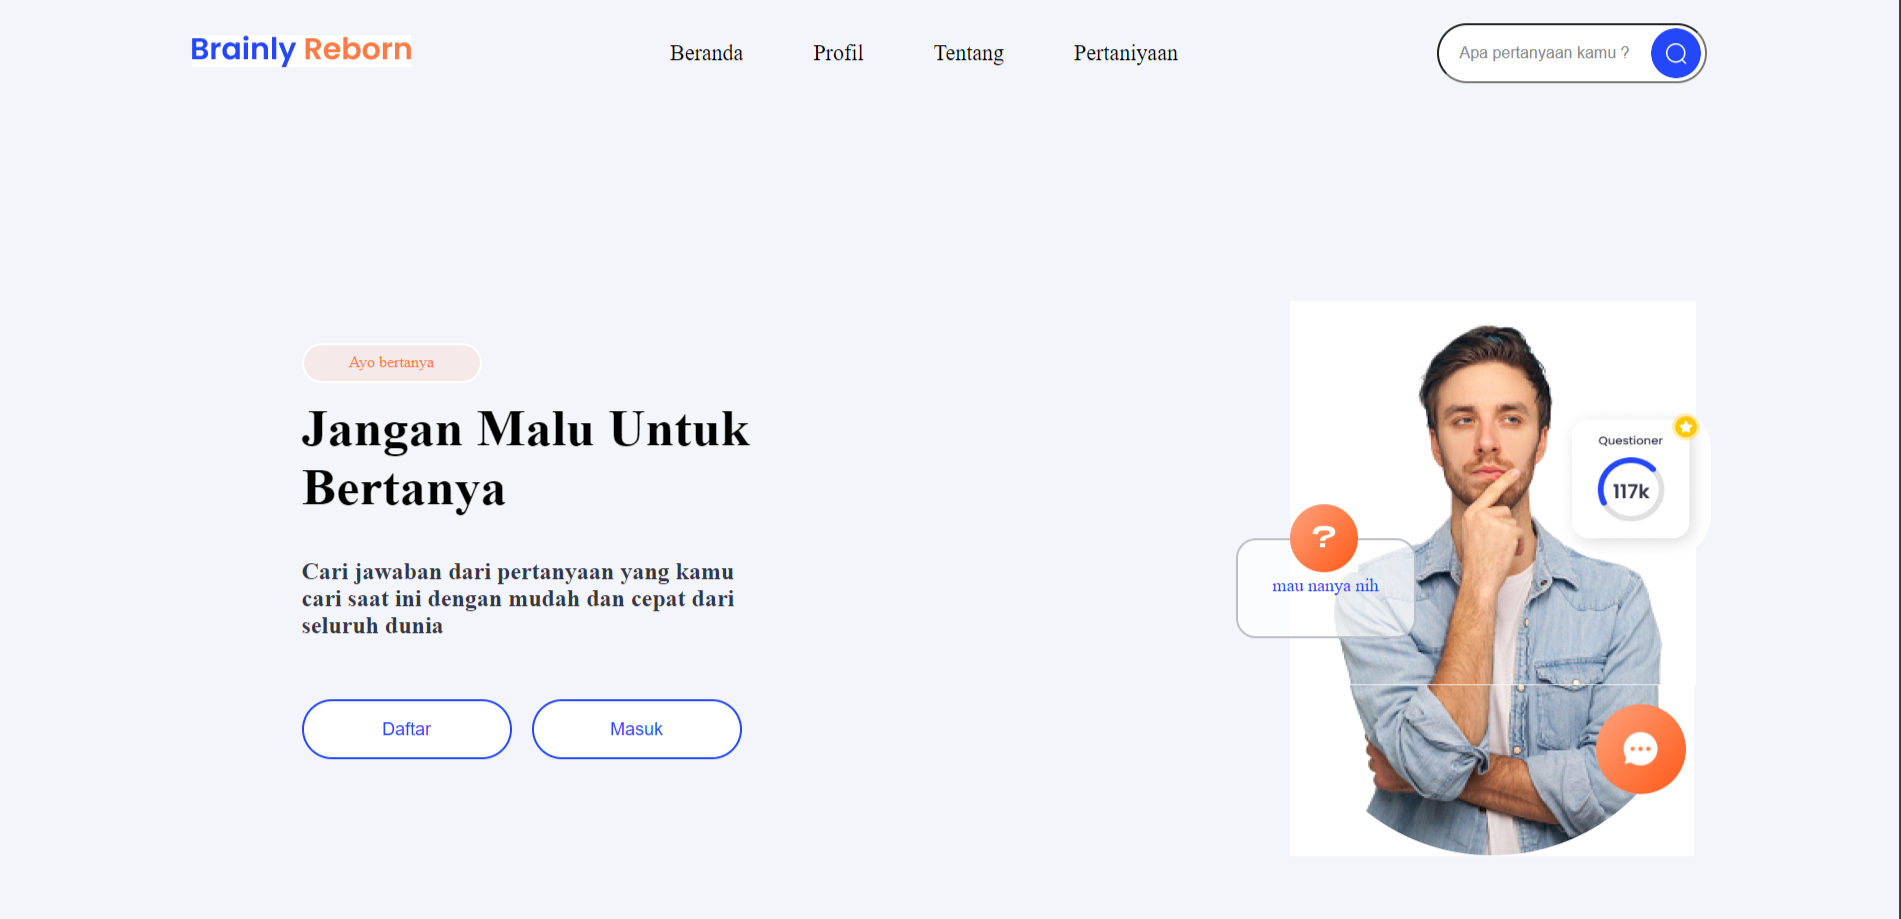 Brainly Reborn
Beranda
Profil
Tentang
Pertaniyaan
Apa pertanyaan kamu ?
Ayo bertanya
Jangan Malu Untuk
Bertanya
Cari jawaban dari pertanyaan yang kamu
cari saat ini dengan mudah dan cepat dari
seluruh dunia
Daftar
Masuk
Questioner
117k
?
mau nanya nih